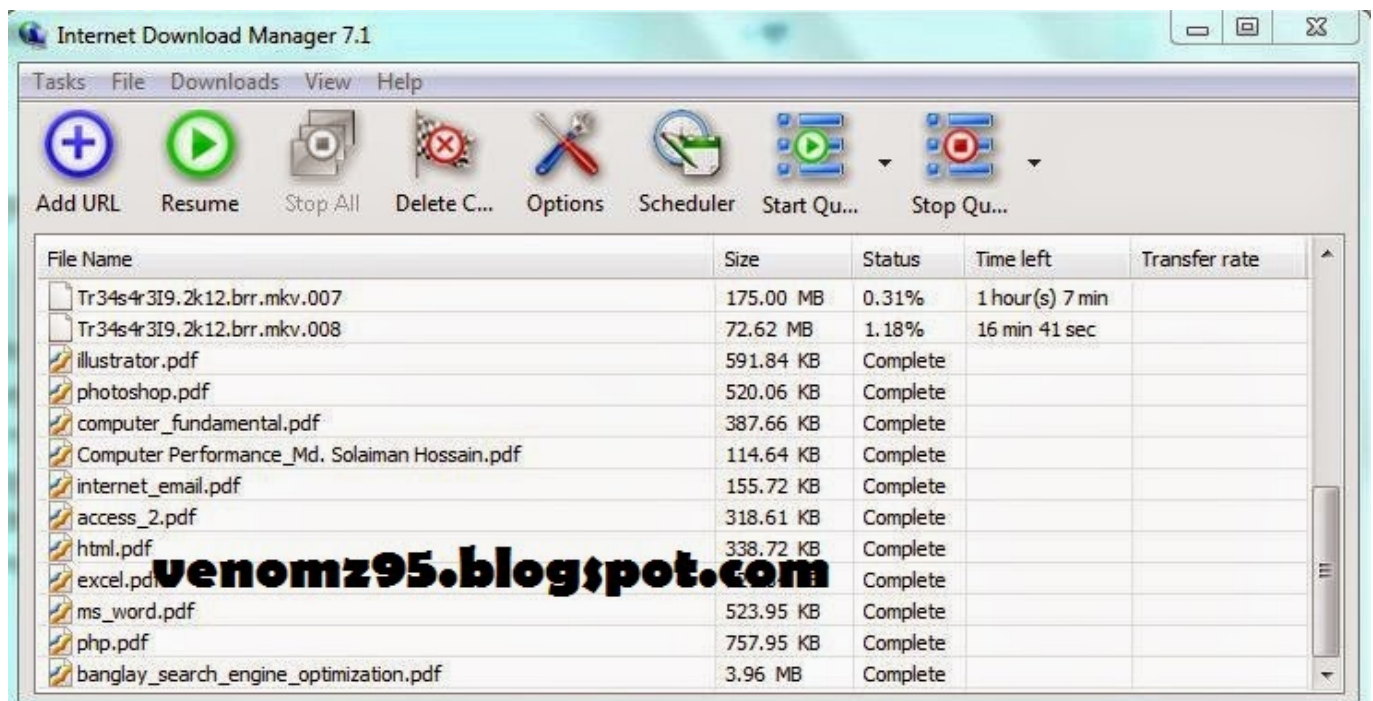 Internet Download Manager 7.1
Tasks File Downloads View Help
Add URL Resume Stop All Delete C... Options Scheduler Start Qu... Stop Qu...
File Name Size Status Time left Transfer rate
Tr34s4r3I9.2k12.brr.mkv.007 175.00 MB 0.31% 1 hour(s) 7 min
Tr34s4r3I9.2k12.brr.mkv.008 72.62 MB 1.18% 16 min 41 sec
illustrator.pdf 591.84 KB Complete
photoshop.pdf 520.06 KB Complete
computer_fundamental.pdf 387.66 KB Complete
Computer Performance_Md. Solaiman Hossain.pdf 114.64 KB Complete
internet_email.pdf 155.72 KB Complete
access_2.pdf 318.61 KB Complete
html.pdf 338.72 KB Complete
venomz95.blogspot.com
excel.pdf Complete
ms_word.pdf 523.95 KB Complete
php.pdf 757.95 KB Complete
banglay_search_engine_optimization.pdf 3.96 MB Complete